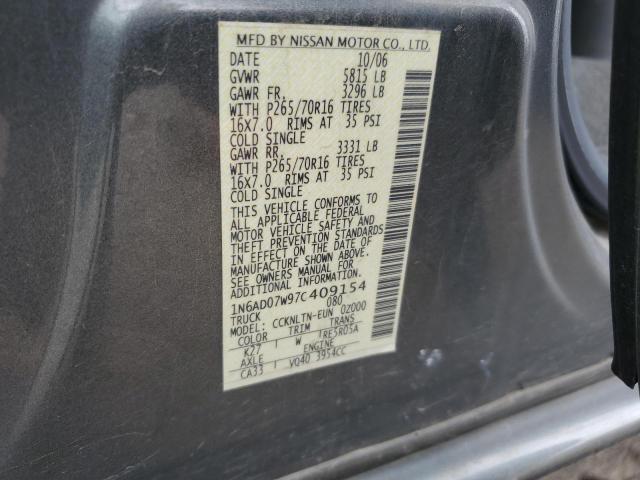 MFD BY NISSAN MOTOR CO., LTD.
DATE 10/06
GVWR 5815 LB
GAWR FR. 3296 LB
WITH P265/70R16 TIRES
16X7.0 RIMS AT 35 PSI
COLD SINGLE
GAWR RR. 3331 LB
WITH P265/70R16 TIRES
16X7.0 RIMS AT 35 PSI
COLD SINGLE
THIS VEHICLE CONFORMS TO
ALL APPLICABLE FEDERAL
MOTOR VEHICLE SAFETY AND
THEFT PREVENTION STANDARDS
IN EFFECT ON THE DATE OF
MANUFACTURE SHOWN ABOVE.
SEE OWNERS MANUAL FOR
ADDITIONAL INFORMATION.
1N6AD07W97C409154
TRUCK 080
MODEL CCKNLTN-EUN 0Z000
COLOR TRIM TRANS
K27 W TRE5R05A
AXLE ENGINE
CA33 VQ40 3954CC